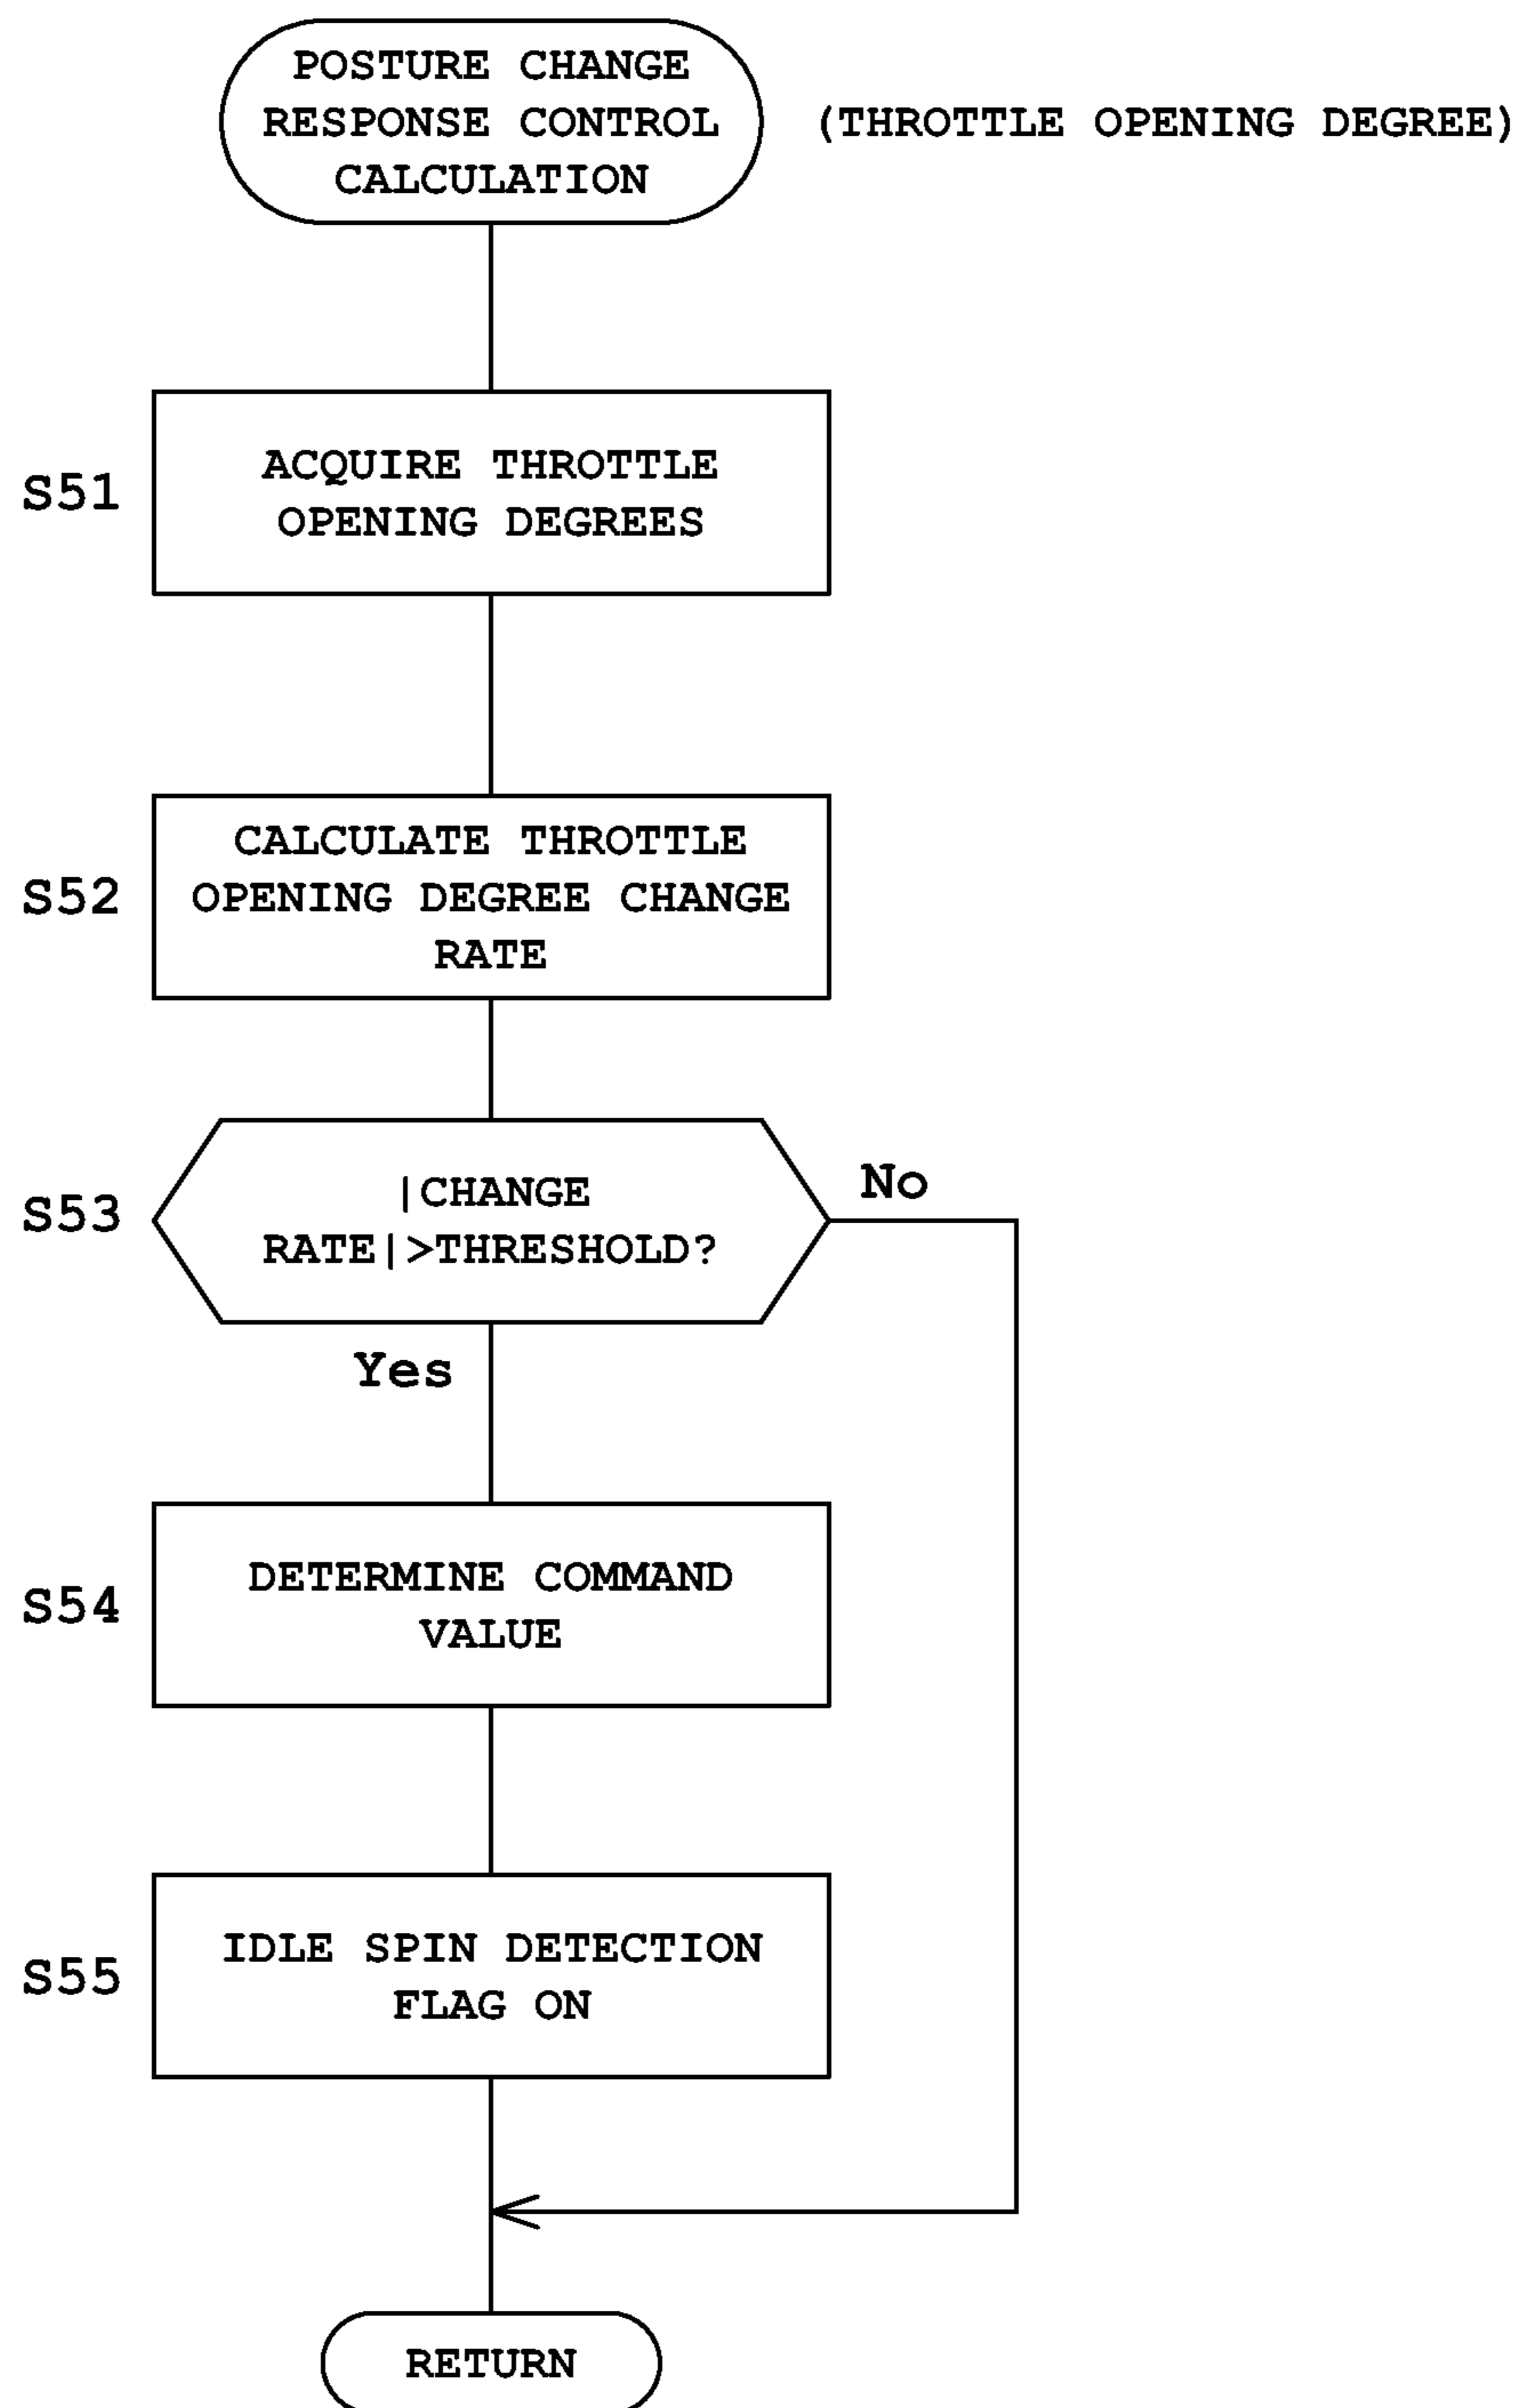 POSTURE CHANGE
RESPONSE CONTROL
CALCULATION
(THROTTLE OPENING DEGREE)
S51
ACQUIRE THROTTLE
OPENING DEGREES
S52
CALCULATE THROTTLE
OPENING DEGREE CHANGE
RATE
S53
|CHANGE
RATE|>THRESHOLD?
No
Yes
S54
DETERMINE COMMAND
VALUE
S55
IDLE SPIN DETECTION
FLAG ON
RETURN